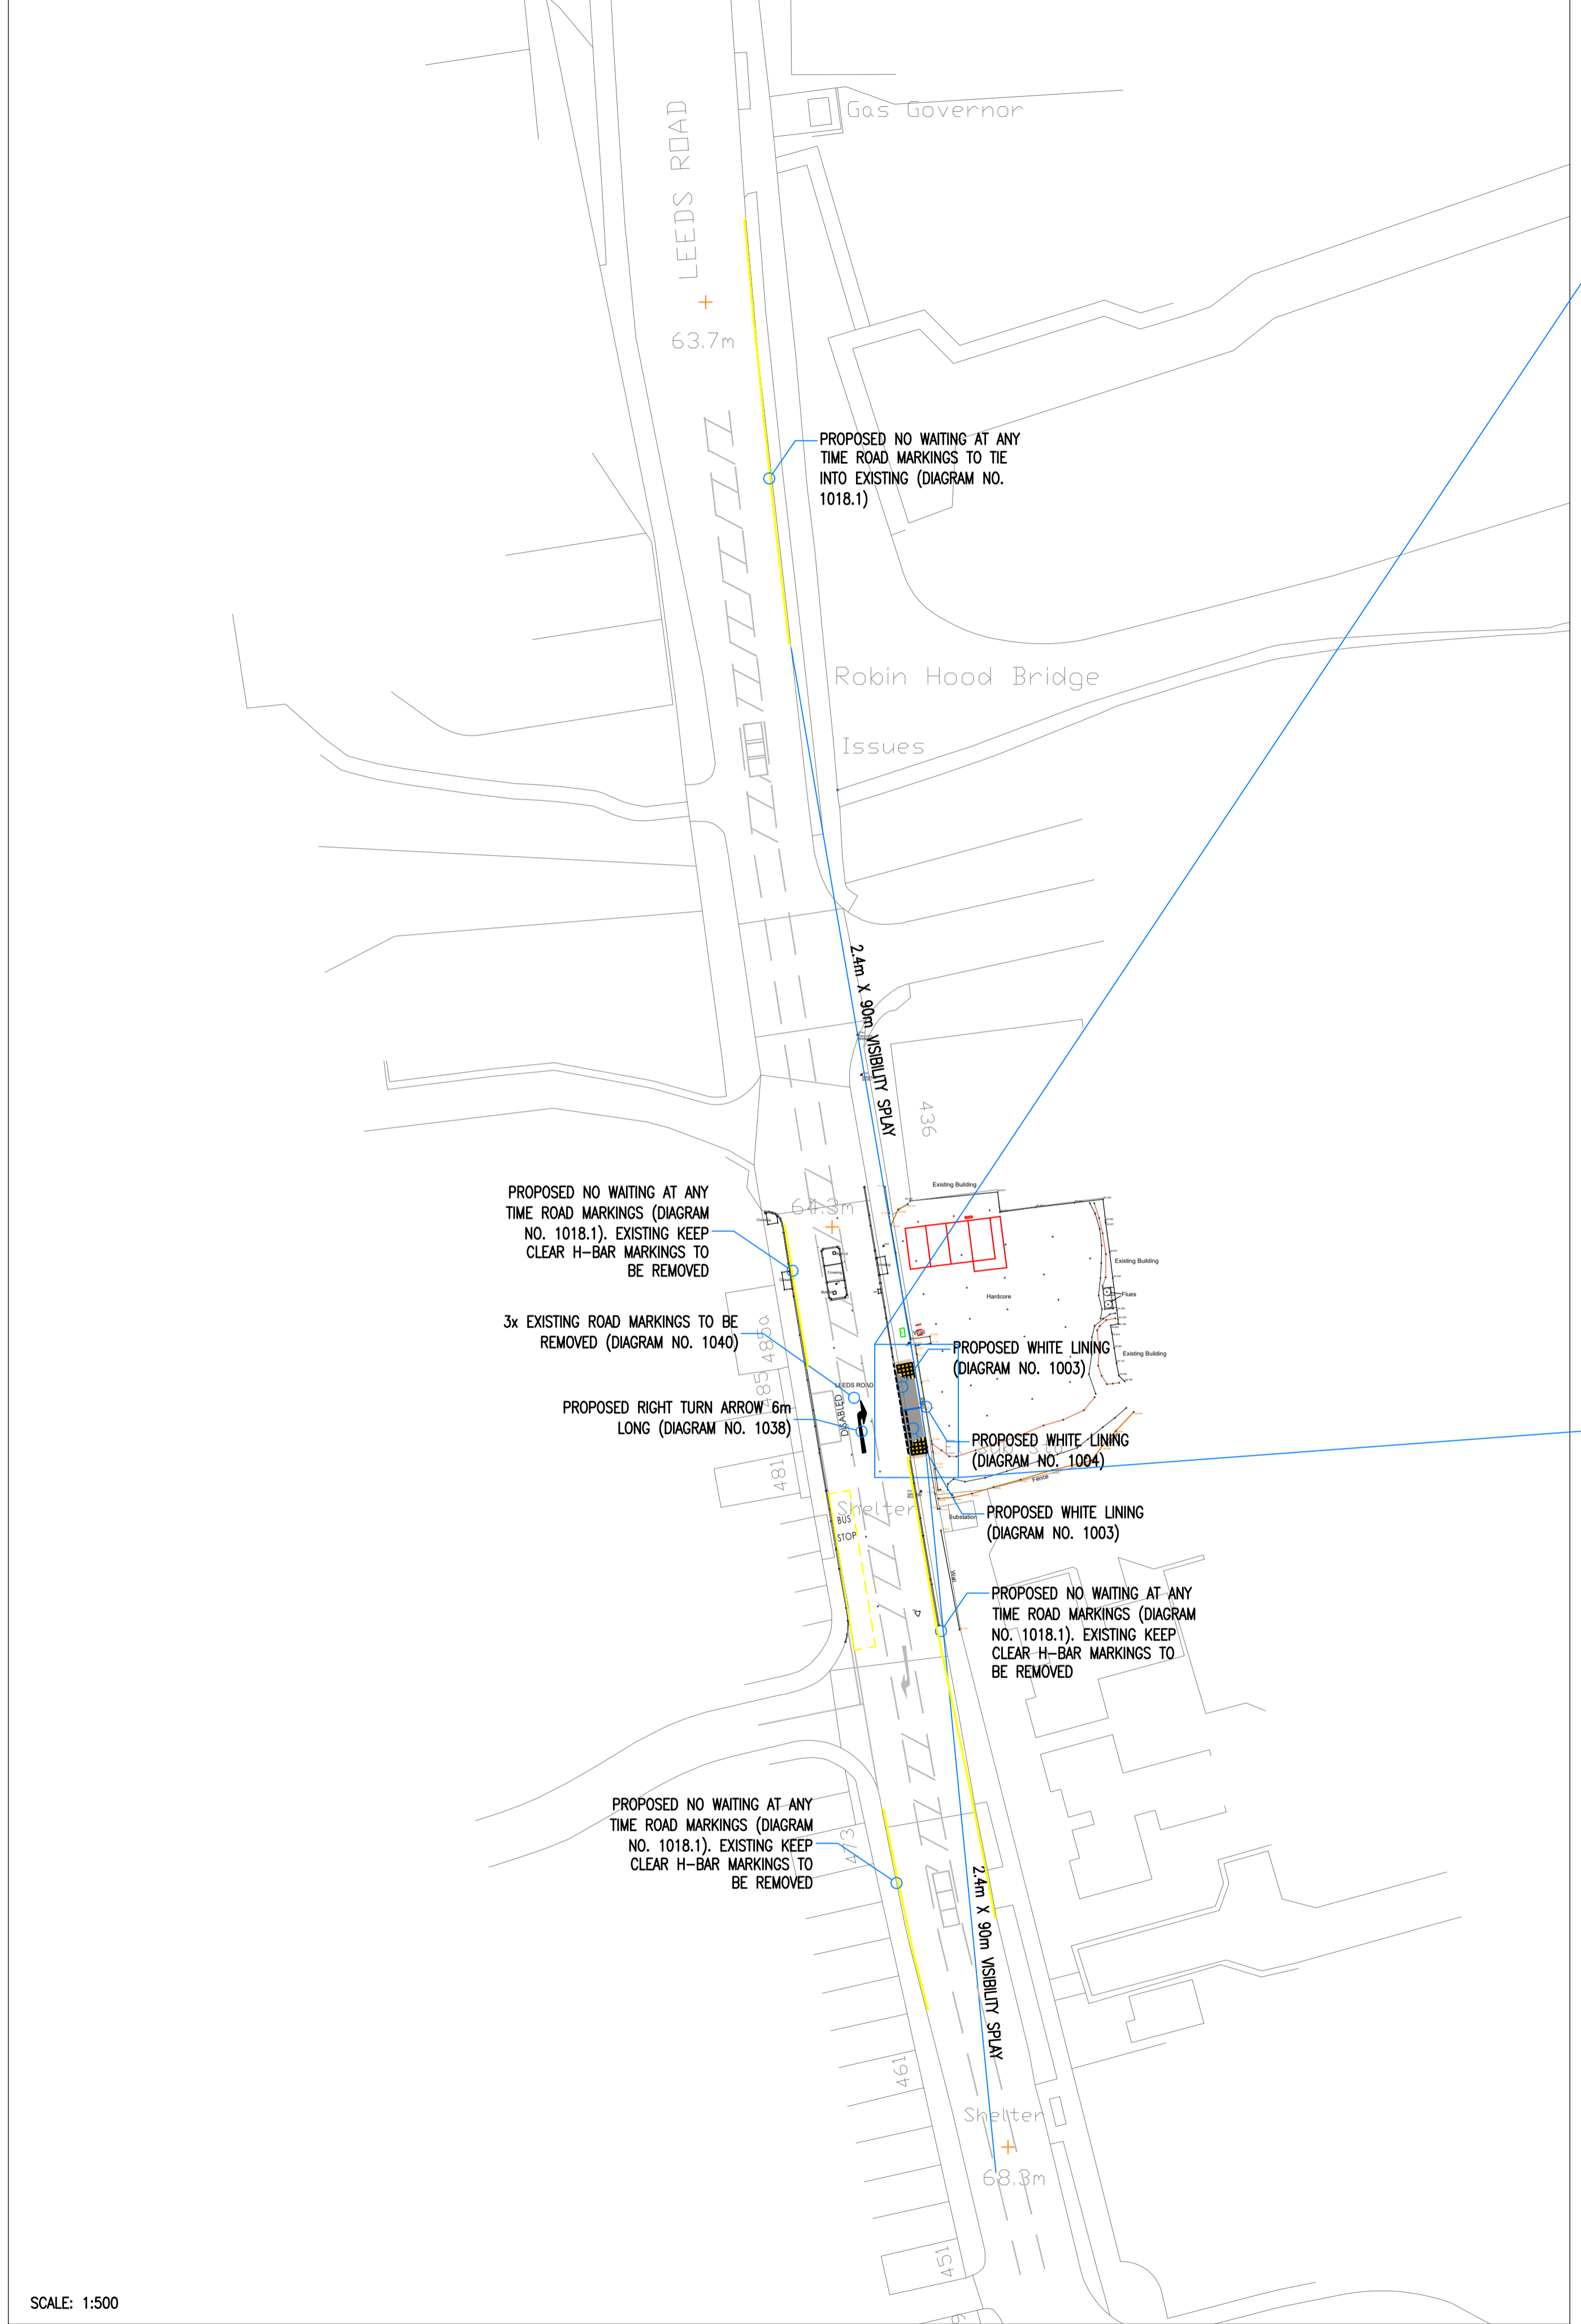 LEEDS ROAD
Gas Governor
63.7m
PROPOSED NO WAITING AT ANY
TIME ROAD MARKINGS TO TIE
INTO EXISTING (DIAGRAM NO.
1018.1)
Robin Hood Bridge
Issues
2.4m X 90m VISIBILITY SPLAY
436
PROPOSED NO WAITING AT ANY
TIME ROAD MARKINGS (DIAGRAM
NO. 1018.1). EXISTING KEEP
CLEAR H-BAR MARKINGS TO
BE REMOVED
64.3m
Existing Building
Existing Building
Hardcore
Flues
Existing Building
485a
485
3x EXISTING ROAD MARKINGS TO BE
REMOVED (DIAGRAM NO. 1040)
PROPOSED WHITE LINING
(DIAGRAM NO. 1003)
LEEDS ROAD
DISABLED
PROPOSED RIGHT TURN ARROW 6m
LONG (DIAGRAM NO. 1038)
PROPOSED WHITE LINING
(DIAGRAM NO. 1004)
481
Fence
Shelter
BUS
STOP
Substation
PROPOSED WHITE LINING
(DIAGRAM NO. 1003)
Wall
PROPOSED NO WAITING AT ANY
TIME ROAD MARKINGS (DIAGRAM
NO. 1018.1). EXISTING KEEP
CLEAR H-BAR MARKINGS TO
BE REMOVED
PROPOSED NO WAITING AT ANY
TIME ROAD MARKINGS (DIAGRAM
NO. 1018.1). EXISTING KEEP
CLEAR H-BAR MARKINGS TO
BE REMOVED
473
2.4m X 90m VISIBILITY SPLAY
461
Shelter
68.3m
451
SCALE: 1:500